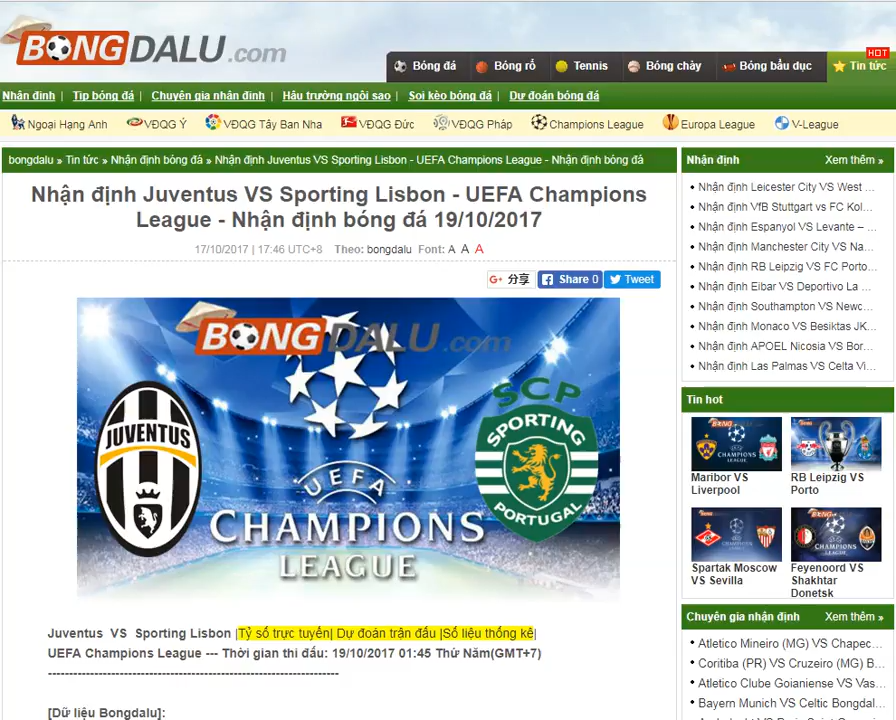 BONGDALU.com
Bóng đá
Bóng rổ
Tennis
Bóng chày
Bóng bầu dục
HOT
Tin tức
Nhận định | Tip bóng đá | Chuyên gia nhận định | Hậu trường ngôi sao | Soi kèo bóng đá | Dự đoán bóng đá
Ngoại Hạng Anh
VĐQG Ý
VĐQG Tây Ban Nha
VĐQG Đức
VĐQG Pháp
Champions League
Europa League
V-League
bongdalu » Tin tức » Nhận định bóng đá » Nhận định Juventus VS Sporting Lisbon - UEFA Champions League - Nhận định bóng đá
Nhận định Juventus VS Sporting Lisbon - UEFA Champions
League - Nhận định bóng đá 19/10/2017
17/10/2017 | 17:46 UTC+8 Theo: bongdalu Font: A A A
G+ 分享
Share 0
Tweet
BONGDALU.com
JUVENTUS
SCP
SPORTING
PORTUGAL
UEFA
CHAMPIONS
LEAGUE
Juventus VS Sporting Lisbon |Tỷ số trực tuyến| Dự đoán trận đấu |Số liệu thống kê|
UEFA Champions League --- Thời gian thi đấu: 19/10/2017 01:45 Thứ Năm(GMT+7)
----------------------------------------------------------------------
[Dữ liệu Bongdalu]:
Nhận định Xem thêm »
Nhận định Leicester City VS West ...
Nhận định VfB Stuttgart vs FC Kol...
Nhận định Espanyol VS Levante – ...
Nhận định Manchester City VS Na...
Nhận định RB Leipzig VS FC Porto...
Nhận định Eibar VS Deportivo La ...
Nhận định Southampton VS Newc...
Nhận định Monaco VS Besiktas JK...
Nhận định APOEL Nicosia VS Bor...
Nhận định Las Palmas VS Celta Vi...
Tin hot
Maribor VS
Liverpool
RB Leipzig VS
Porto
Spartak Moscow
VS Sevilla
Feyenoord VS
Shakhtar
Donetsk
Chuyên gia nhận định Xem thêm »
Atletico Mineiro (MG) VS Chapec...
Coritiba (PR) VS Cruzeiro (MG) B...
Atletico Clube Goianiense VS Vas...
Bayern Munich VS Celtic Bongdal...